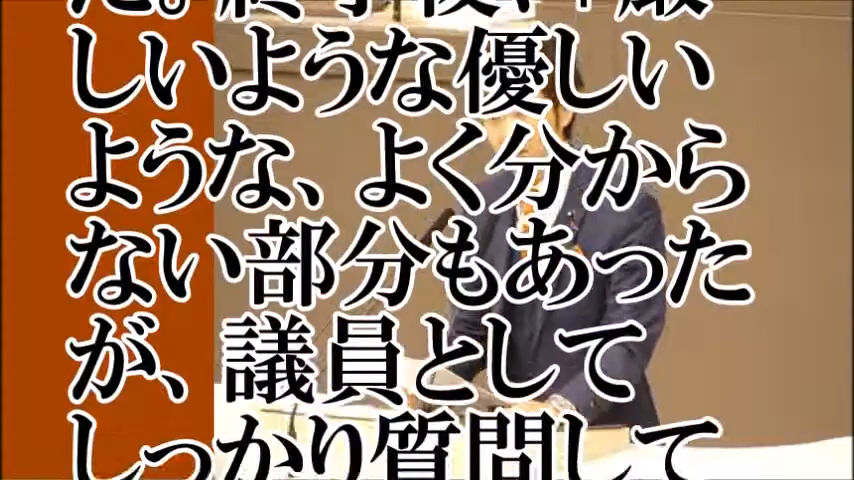 しいような優しい
ような、よく分から
ない部分もあった
が、議員として
しっかり質問して